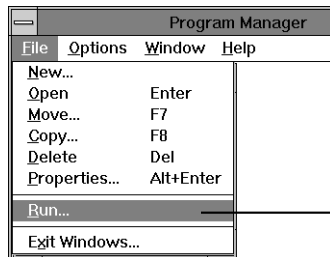 Program Manager
File Options Window Help
New...
Open Enter
Move... F7
Copy... F8
Delete Del
Properties... Alt+Enter
Run...
Exit Windows...